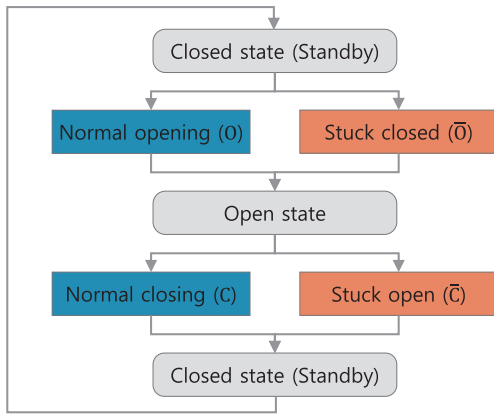 Closed state (Standby)
Normal opening (O)
Stuck closed (O̅)
Open state
Normal closing (C)
Stuck open (C̅)
Closed state (Standby)